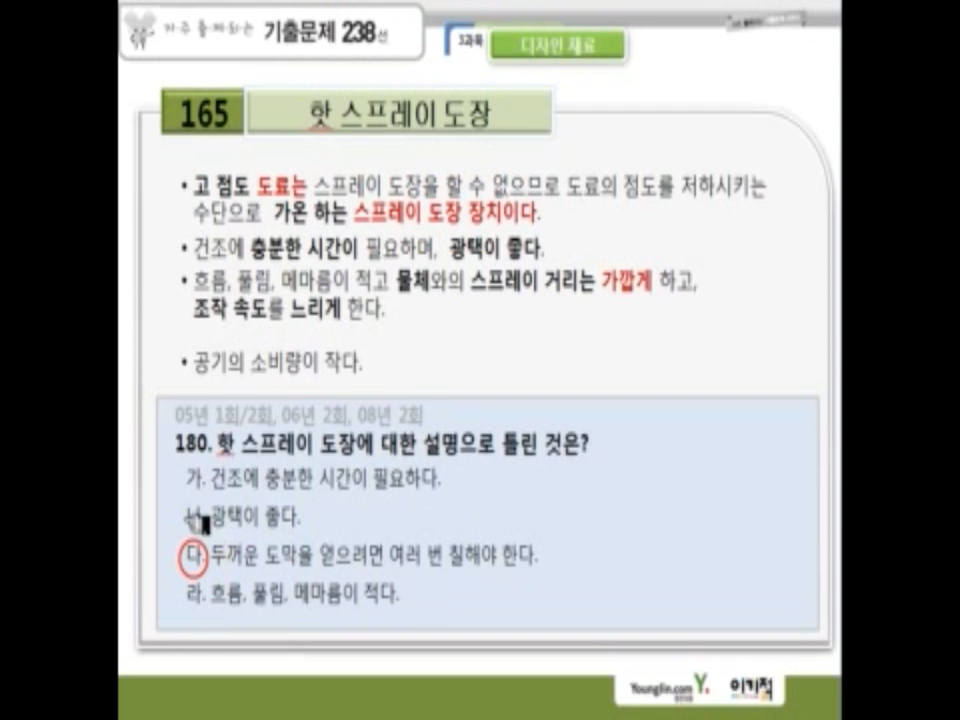 자주 출제되는 기출문제 238선
3과목 디자인 재료
165 핫 스프레이 도장
• 고 점도 도료는 스프레이 도장을 할 수 없으므로 도료의 점도를 저하시키는
수단으로 가온 하는 스프레이 도장 장치이다.
• 건조에 충분한 시간이 필요하며, 광택이 좋다.
• 흐름, 풀림, 메마름이 적고 물체와의 스프레이 거리는 가깝게 하고,
조작 속도를 느리게 한다.
• 공기의 소비량이 작다.
05년 1회/2회, 06년 2회, 08년 2회
180. 핫 스프레이 도장에 대한 설명으로 틀린 것은?
가. 건조에 충분한 시간이 필요하다.
나. 광택이 좋다.
다. 두꺼운 도막을 얻으려면 여러 번 칠해야 한다.
라. 흐름, 풀림, 메마름이 적다.
Youngjin.com Y. 이기적